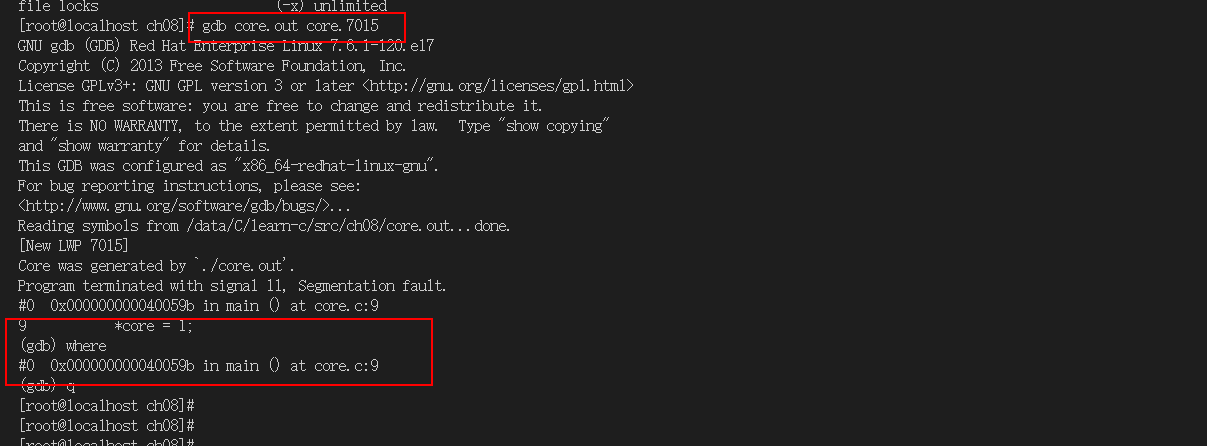 file locks                      (-x) unlimited
[root@localhost ch08]# gdb core.out core.7015
GNU gdb (GDB) Red Hat Enterprise Linux 7.6.1-120.el7
Copyright (C) 2013 Free Software Foundation, Inc.
License GPLv3+: GNU GPL version 3 or later <http://gnu.org/licenses/gpl.html>
This is free software: you are free to change and redistribute it.
There is NO WARRANTY, to the extent permitted by law.  Type "show copying"
and "show warranty" for details.
This GDB was configured as "x86_64-redhat-linux-gnu".
For bug reporting instructions, please see:
<http://www.gnu.org/software/gdb/bugs/>...
Reading symbols from /data/C/learn-c/src/ch08/core.out...done.
[New LWP 7015]
Core was generated by `./core.out'.
Program terminated with signal 11, Segmentation fault.
#0  0x000000000040059b in main () at core.c:9
9           *core = 1;
(gdb) where
#0  0x000000000040059b in main () at core.c:9
(gdb) q
[root@localhost ch08]#
[root@localhost ch08]#
[root@localhost ch08]#